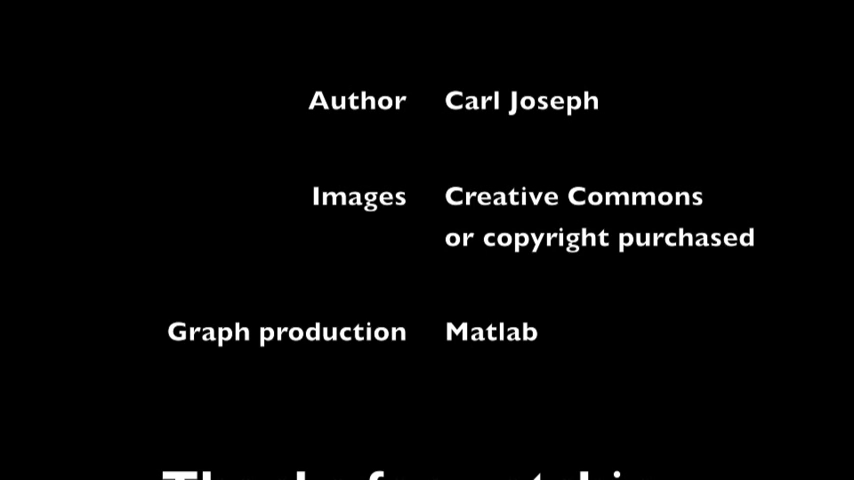 Author Carl Joseph
Images Creative Commons
or copyright purchased
Graph production Matlab